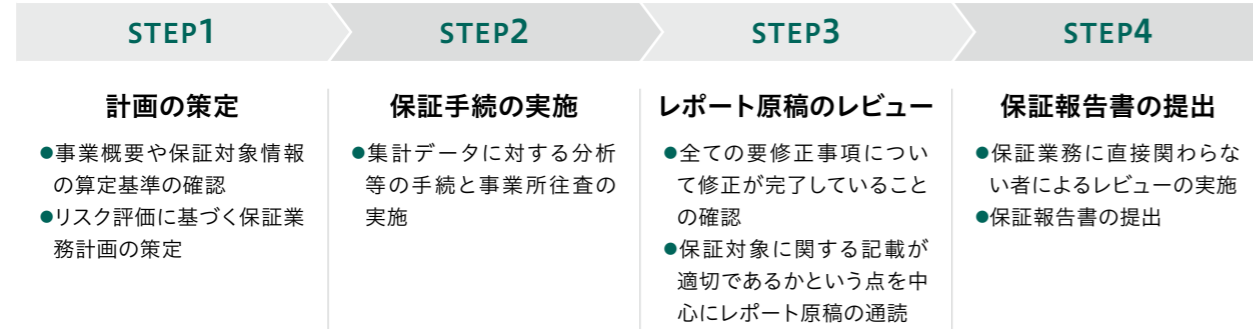 STEP1
STEP2
STEP3
STEP4
計画の策定
●事業概要や保証対象情報
の算定基準の確認
●リスク評価に基づく保証業
務計画の策定
保証手続の実施
●集計データに対する分析
等の手続と事業所往査の
実施
レポート原稿のレビュー
●全ての要修正事項につい
て修正が完了していること
の確認
●保証対象に関する記載が
適切であるかという点を中
心にレポート原稿の通読
保証報告書の提出
●保証業務に直接関わらな
い者によるレビューの実施
●保証報告書の提出